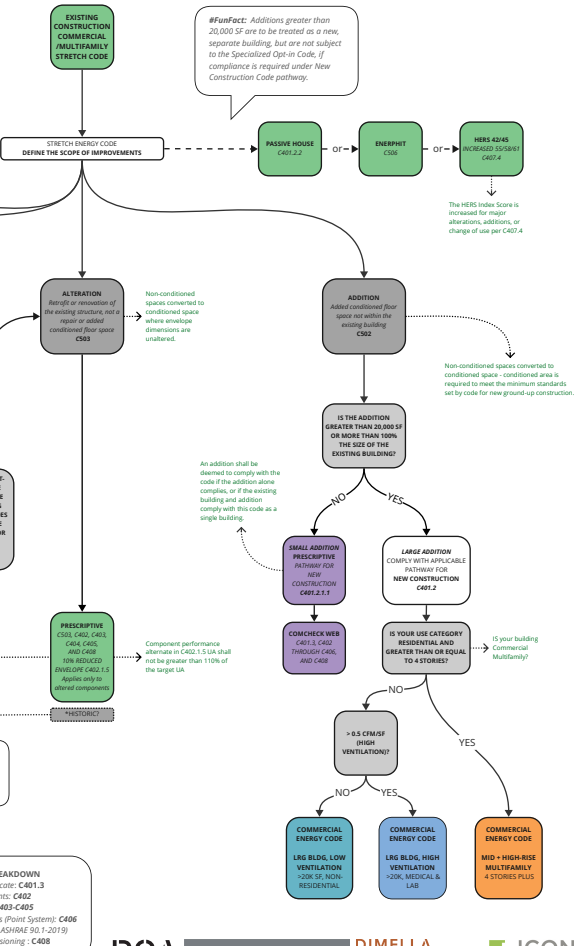 EXISTING
CONSTRUCTION
COMMERCIAL
/MULTIFAMILY
STRETCH CODE
#FunFact: Additions greater than
20,000 SF are to be treated as a new,
separate building, but are not subject
to the Specialized Opt-in Code, if
compliance is required under New
Construction Code pathway.
STRETCH ENERGY CODE
DEFINE THE SCOPE OF IMPROVEMENTS
PASSIVE HOUSE
C401.2.2
or
ENERPHIT
C506
or
HERS 42/45
INCREASED 55/58/61
C407.4
The HERS Index Score is
increased for major
alterations, additions, or
change of use per C407.4
ALTERATION
Retrofit or renovation of
the existing structure, not a
repair or added
conditioned floor space
C503
Non-conditioned
spaces converted to
conditioned space
where envelope
dimensions are
unaltered.
ADDITION
Added conditioned floor
space not within the
existing building
C502
Non-conditioned spaces converted to
conditioned space - conditioned area is
required to meet the minimum standards
set by code for new ground-up construction.
IS THE ADDITION
GREATER THAN 20,000 SF
OR MORE THAN 100%
THE SIZE OF THE
EXISTING BUILDING?
An addition shall be
deemed to comply with the
code if the addition alone
complies, or if the existing
building and addition
comply with this code as a
single building.
NO
YES
SMALL ADDITION
PRESCRIPTIVE
PATHWAY FOR
NEW
CONSTRUCTION
C401.2.1.1
LARGE ADDITION
COMPLY WITH APPLICABLE
PATHWAY FOR
NEW CONSTRUCTION
C401.2
PRESCRIPTIVE
C503, C402, C403,
C404, C405,
AND C408
10% REDUCED
ENVELOPE C402.1.5
Applies only to
altered components
Component performance
alternate in C402.1.5 UA shall
not be greater than 110% of
the target UA
*HISTORIC?
COMCHECK WEB
C401.3, C402
THROUGH C406,
AND C408
IS YOUR USE CATEGORY
RESIDENTIAL AND
GREATER THAN OR EQUAL
TO 4 STORIES?
IS your building
Commercial
Multifamily?
NO
YES
> 0.5 CFM/SF
(HIGH
VENTILATION)?
NO
YES
COMMERCIAL
ENERGY CODE
LRG BLDG, LOW
VENTILATION
>20K SF, NON-
RESIDENTIAL
COMMERCIAL
ENERGY CODE
LRG BLDG, HIGH
VENTILATION
>20K, MEDICAL &
LAB
COMMERCIAL
ENERGY CODE
MID + HIGH-RISE
MULTIFAMILY
4 STORIES PLUS
EAKDOWN
cate: C401.3
nts: C402
403-C405
s (Point System): C406
ASHRAE 90.1-2019)
sioning : C408
DIMELLA
ICON